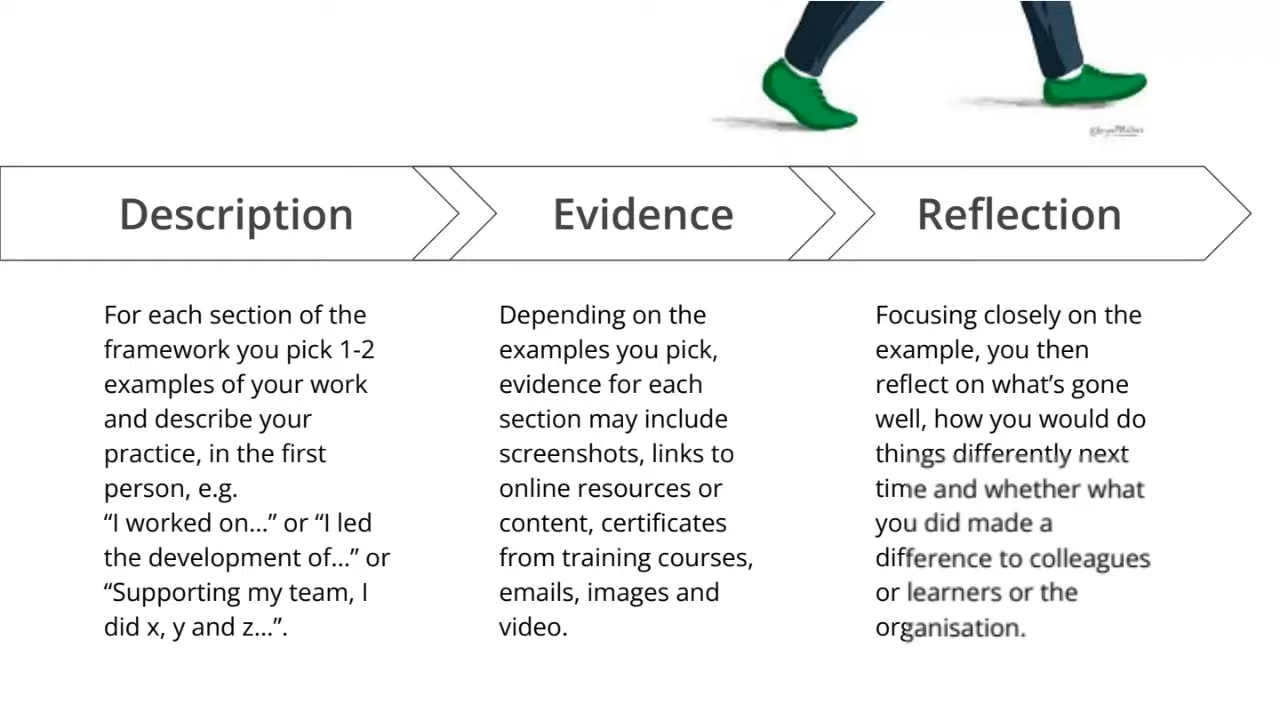 Description
Evidence
Reflection
For each section of the
framework you pick 1-2
examples of your work
and describe your
practice, in the first
person, e.g.
“I worked on...” or “I led
the development of...” or
“Supporting my team, I
did x, y and z...”.
Depending on the
examples you pick,
evidence for each
section may include
screenshots, links to
online resources or
content, certificates
from training courses,
emails, images and
video.
Focusing closely on the
example, you then
reflect on what’s gone
well, how you would do
things differently next
time and whether what
you did made a
difference to colleagues
or learners or the
organisation.